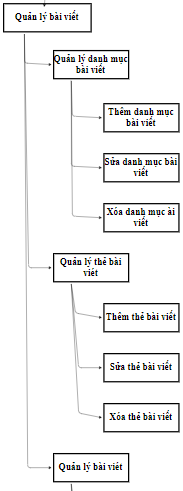 Quản lý bài viết
Quản lý danh mục
bài viết
Thêm danh mục
bài viết
Sửa danh mục bài
viết
Xóa danh mục ài
viết
Quản lý thẻ bài
viết
Thêm thẻ bài viết
Sửa thẻ bài viết
Xóa thẻ bài viết
Quản lý bài viêt